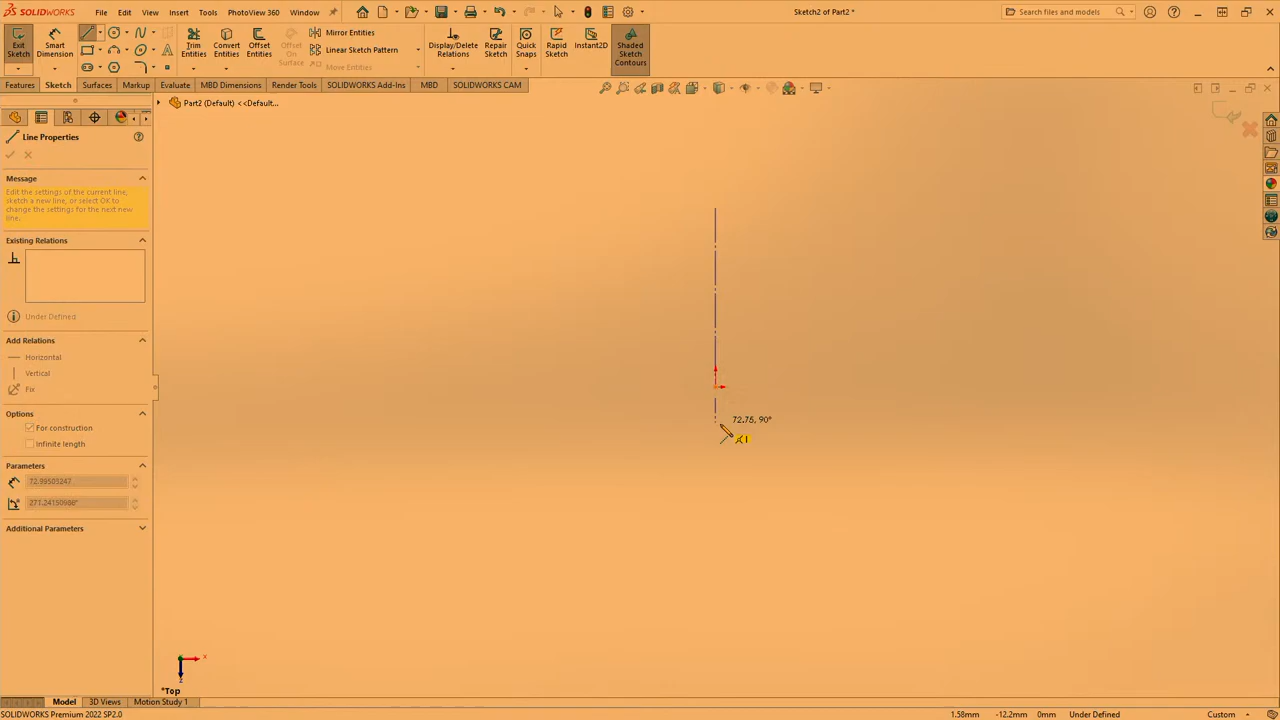 SOLIDWORKS File Edit View Insert Tools PhotoView 360 Window Sketch2 of Part2 * Search files and models
Exit Sketch
Smart Dimension
Trim Entities
Convert Entities
Offset Entities
Offset On Surface
Mirror Entities
Linear Sketch Pattern
Move Entities
Display/Delete Relations
Repair Sketch
Quick Snaps
Rapid Sketch
Instant2D
Shaded Sketch Contours
Features Sketch Surfaces Markup Evaluate MBD Dimensions Render Tools SOLIDWORKS Add-Ins MBD SOLIDWORKS CAM
Part2 (Default) <<Default...
Line Properties
Message
Edit the settings of the current line,
sketch a new line, or select OK to
change the settings for the next new
line.
Existing Relations
Under Defined
Add Relations
Horizontal
Vertical
Fix
Options
For construction
Infinite length
Parameters
72.99505247
271.24150986°
Additional Parameters
72.75, 90°
x
z
*Top
Model 3D Views Motion Study 1
SOLIDWORKS Premium 2022 SP2.0 1.58mm -12.2mm 0mm Under Defined Custom